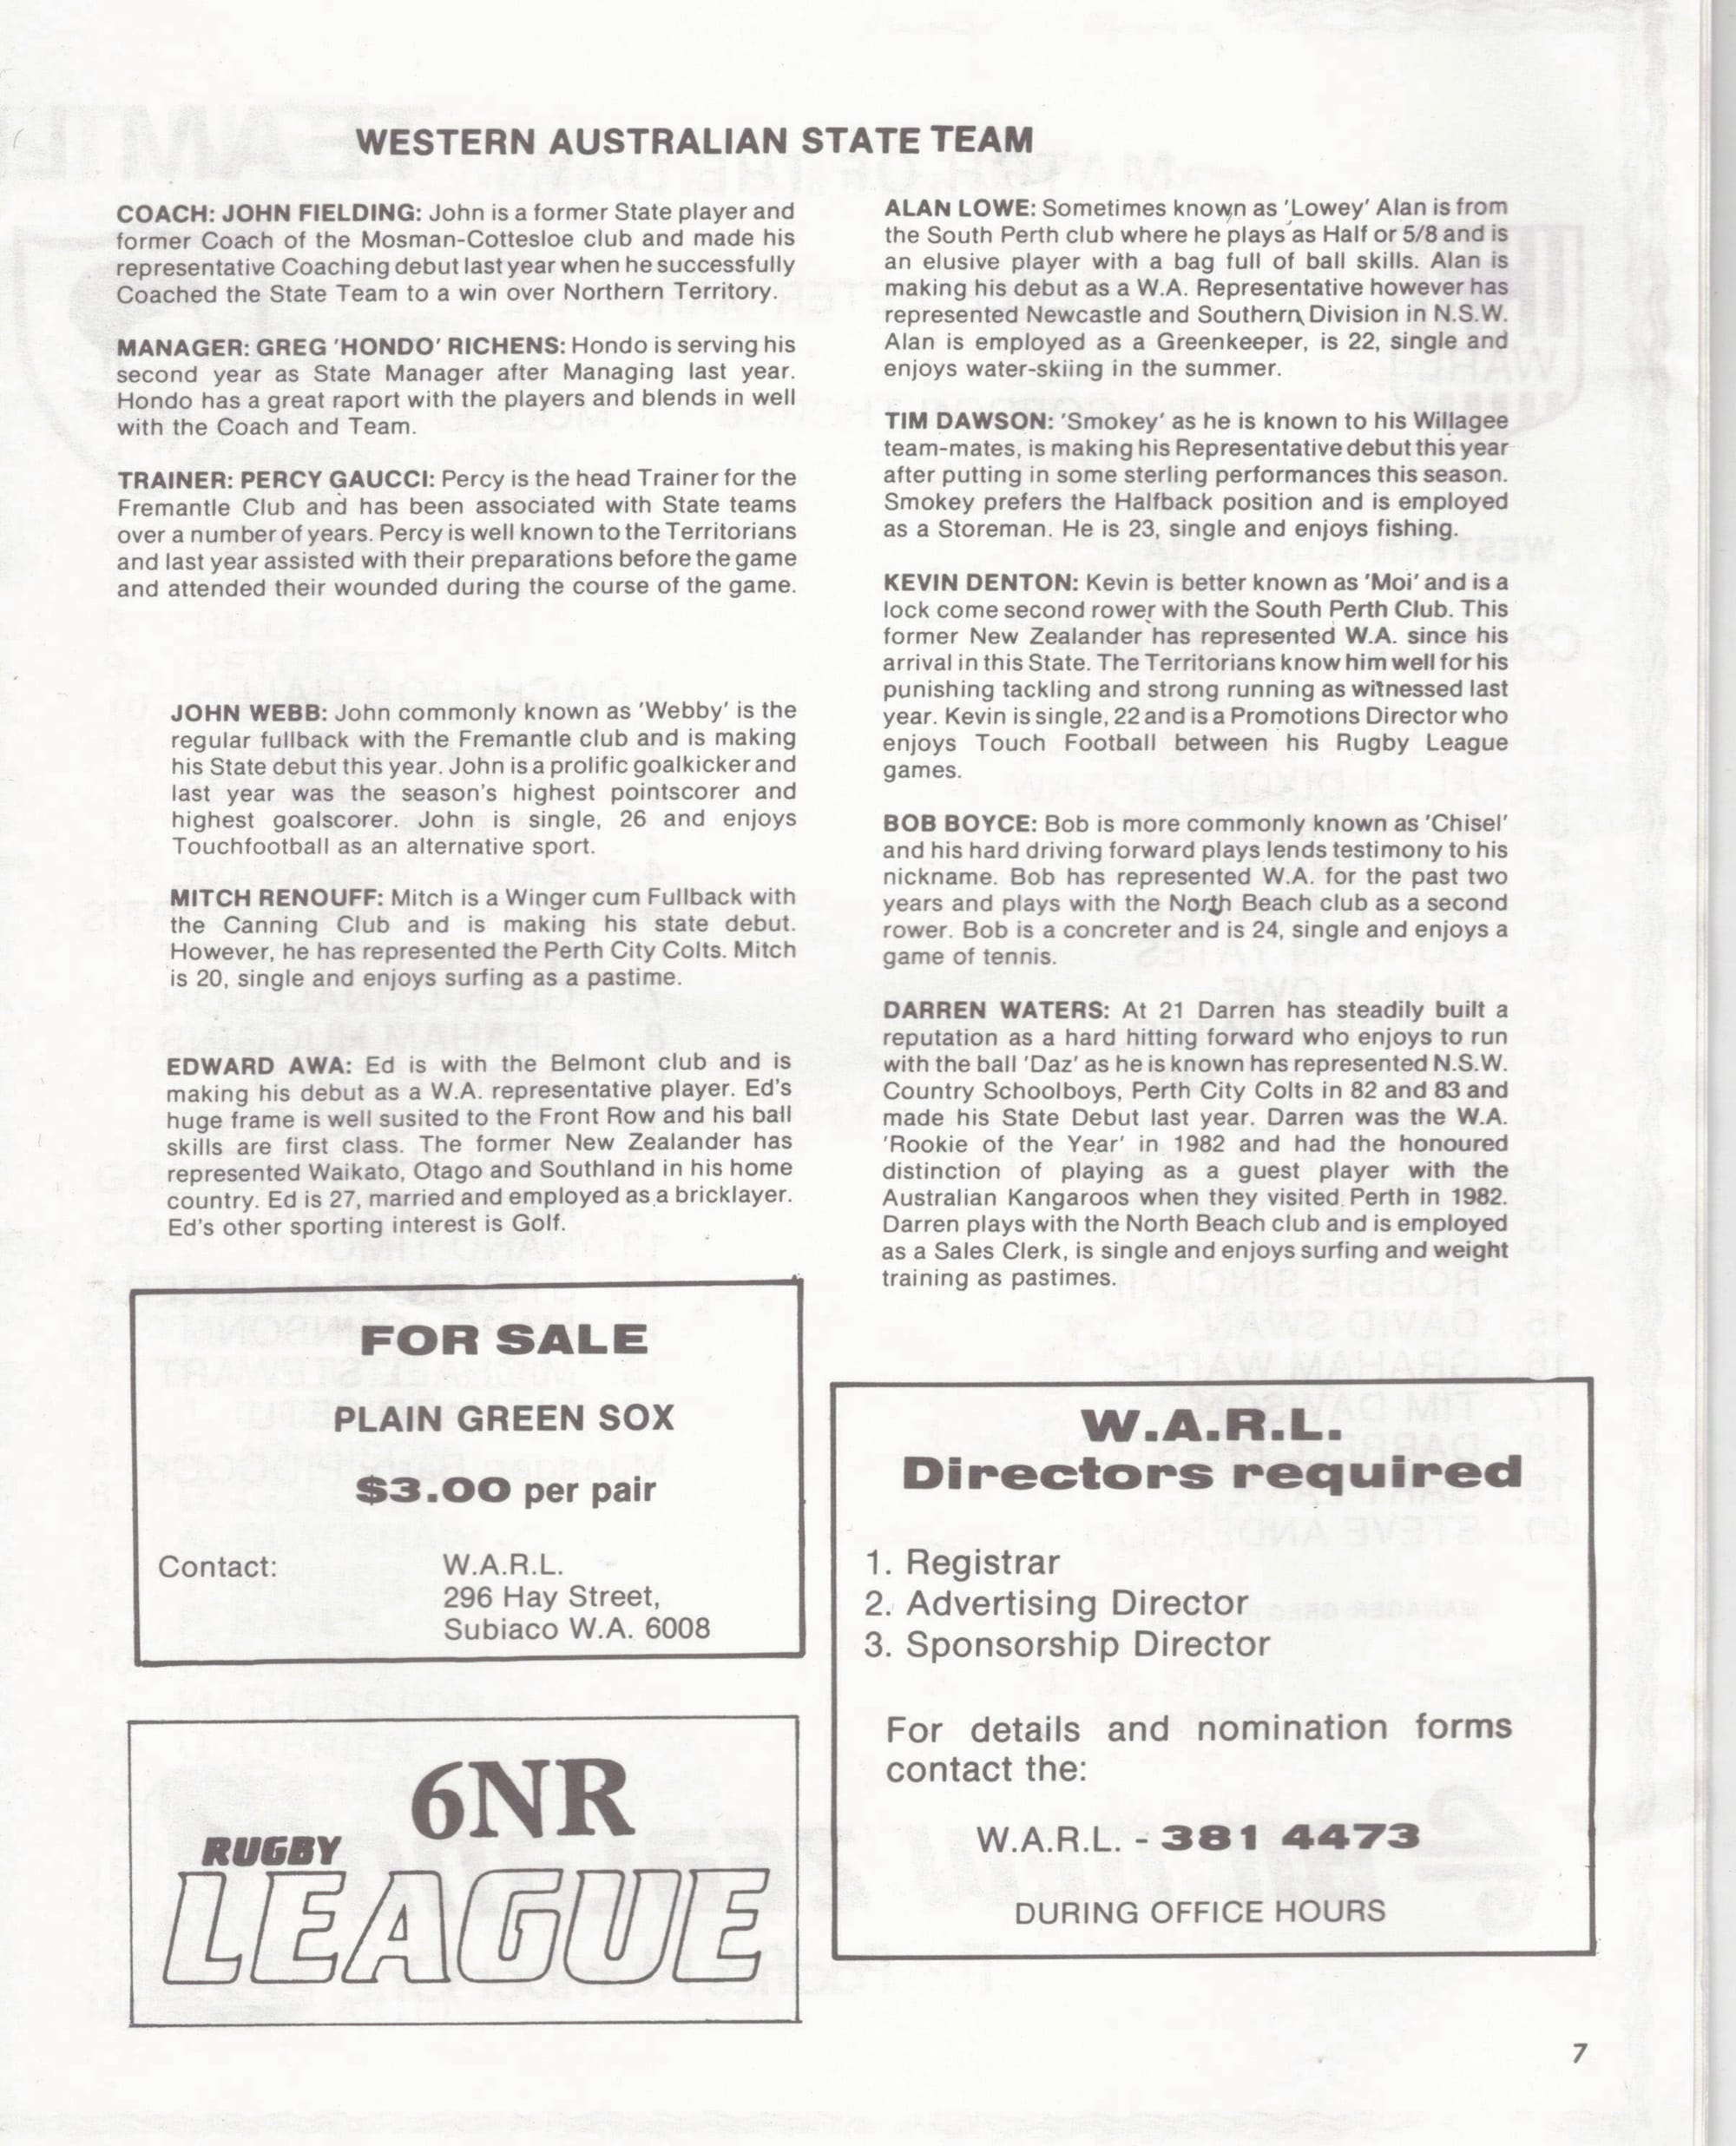 WESTERN AUSTRALIAN STATE TEAM
COACH: JOHN FIELDING: John is a former State player and
former Coach of the Mosman-Cottesloe club and made his
representative Coaching debut last year when he successfully
Coached the State Team to a win over Northern Territory.
MANAGER: GREG 'HONDO' RICHENS: Hondo is serving his
second year as State Manager after Managing last year.
Hondo has a great raport with the players and blends in well
with the Coach and Team.
TRAINER: PERCY GAUCCI: Percy is the head Trainer for the
Fremantle Club and has been associated with State teams
over a number of years. Percy is well known to the Territorians
and last year assisted with their preparations before the game
and attended their wounded during the course of the game.
JOHN WEBB: John commonly known as 'Webby' is the
regular fullback with the Fremantle club and is making
his State debut this year. John is a prolific goalkicker and
last year was the season's highest pointscorer and
highest goalscorer. John is single, 26 and enjoys
Touchfootball as an alternative sport.
MITCH RENOUFF: Mitch is a Winger cum Fullback with
the Canning Club and is making his state debut.
However, he has represented the Perth City Colts. Mitch
is 20, single and enjoys surfing as a pastime.
EDWARD AWA: Ed is with the Belmont club and is
making his debut as a W.A. representative player. Ed's
huge frame is well susited to the Front Row and his ball
skills are first class. The former New Zealander has
represented Waikato, Otago and Southland in his home
country. Ed is 27, married and employed as a bricklayer.
Ed's other sporting interest is Golf.
FOR SALE
PLAIN GREEN SOX
$3.00 per pair
Contact: W.A.R.L.
296 Hay Street,
Subiaco W.A. 6008
6NR
RUGBY
LEAGUE
ALAN LOWE: Sometimes known as 'Lowey' Alan is from
the South Perth club where he plays as Half or 5/8 and is
an elusive player with a bag full of ball skills. Alan is
making his debut as a W.A. Representative however has
represented Newcastle and Southern Division in N.S.W.
Alan is employed as a Greenkeeper, is 22, single and
enjoys water-skiing in the summer.
TIM DAWSON: 'Smokey' as he is known to his Willagee
team-mates, is making his Representative debut this year
after putting in some sterling performances this season.
Smokey prefers the Halfback position and is employed
as a Storeman. He is 23, single and enjoys fishing.
KEVIN DENTON: Kevin is better known as 'Moi' and is a
lock come second rower with the South Perth Club. This
former New Zealander has represented W.A. since his
arrival in this State. The Territorians know him well for his
punishing tackling and strong running as witnessed last
year. Kevin is single, 22 and is a Promotions Director who
enjoys Touch Football between his Rugby League
games.
BOB BOYCE: Bob is more commonly known as 'Chisel'
and his hard driving forward plays lends testimony to his
nickname. Bob has represented W.A. for the past two
years and plays with the North Beach club as a second
rower. Bob is a concreter and is 24, single and enjoys a
game of tennis.
DARREN WATERS: At 21 Darren has steadily built a
reputation as a hard hitting forward who enjoys to run
with the ball 'Daz' as he is known has represented N.S.W.
Country Schoolboys, Perth City Colts in 82 and 83 and
made his State Debut last year. Darren was the W.A.
'Rookie of the Year' in 1982 and had the honoured
distinction of playing as a guest player with the
Australian Kangaroos when they visited Perth in 1982.
Darren plays with the North Beach club and is employed
as a Sales Clerk, is single and enjoys surfing and weight
training as pastimes.
W.A.R.L.
Directors required
1. Registrar
2. Advertising Director
3. Sponsorship Director
For details and nomination forms
contact the:
W.A.R.L. - 381 4473
DURING OFFICE HOURS
7